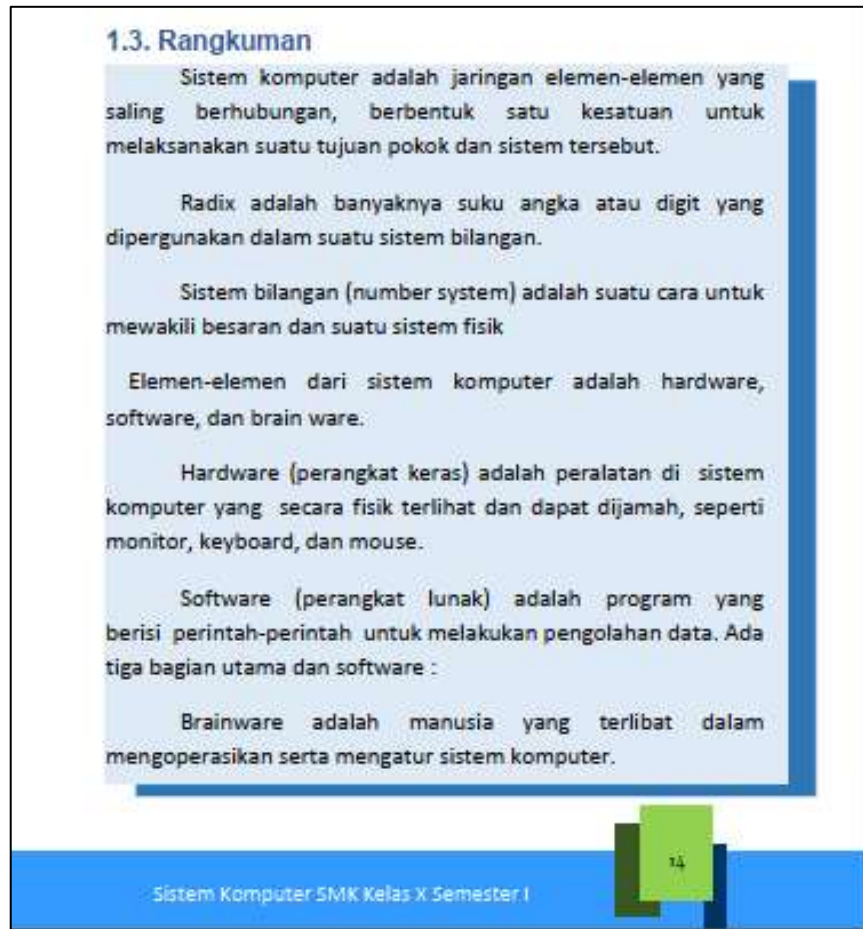 1.3. Rangkuman
Sistem komputer adalah jaringan elemen-elemen yang
saling berhubungan, berbentuk satu kesatuan untuk
melaksanakan suatu tujuan pokok dan sistem tersebut.
Radix adalah banyaknya suku angka atau digit yang
dipergunakan dalam suatu sistem bilangan.
Sistem bilangan (number system) adalah suatu cara untuk
mewakili besaran dan suatu sistem fisik
Elemen-elemen dari sistem komputer adalah hardware,
software, dan brain ware.
Hardware (perangkat keras) adalah peralatan di sistem
komputer yang secara fisik terlihat dan dapat dijamah, seperti
monitor, keyboard, dan mouse.
Software (perangkat lunak) adalah program yang
berisi perintah-perintah untuk melakukan pengolahan data. Ada
tiga bagian utama dan software :
Brainware adalah manusia yang terlibat dalam
mengoperasikan serta mengatur sistem komputer.
14
Sistem Komputer SMK Kelas X Semester I